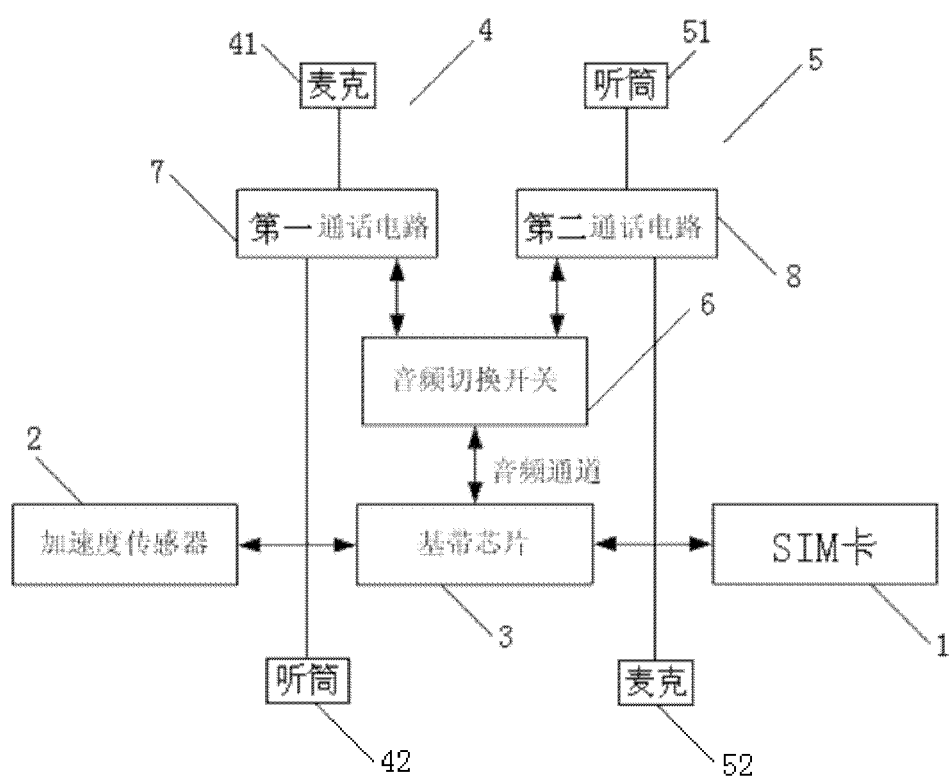 41
4
51
5
麦克
听筒
7
第一通话电路
第二通话电路
8
6
音频切换开关
2
音频通道
加速度传感器
基带芯片
SIM卡
3
1
听筒
麦克
42
52